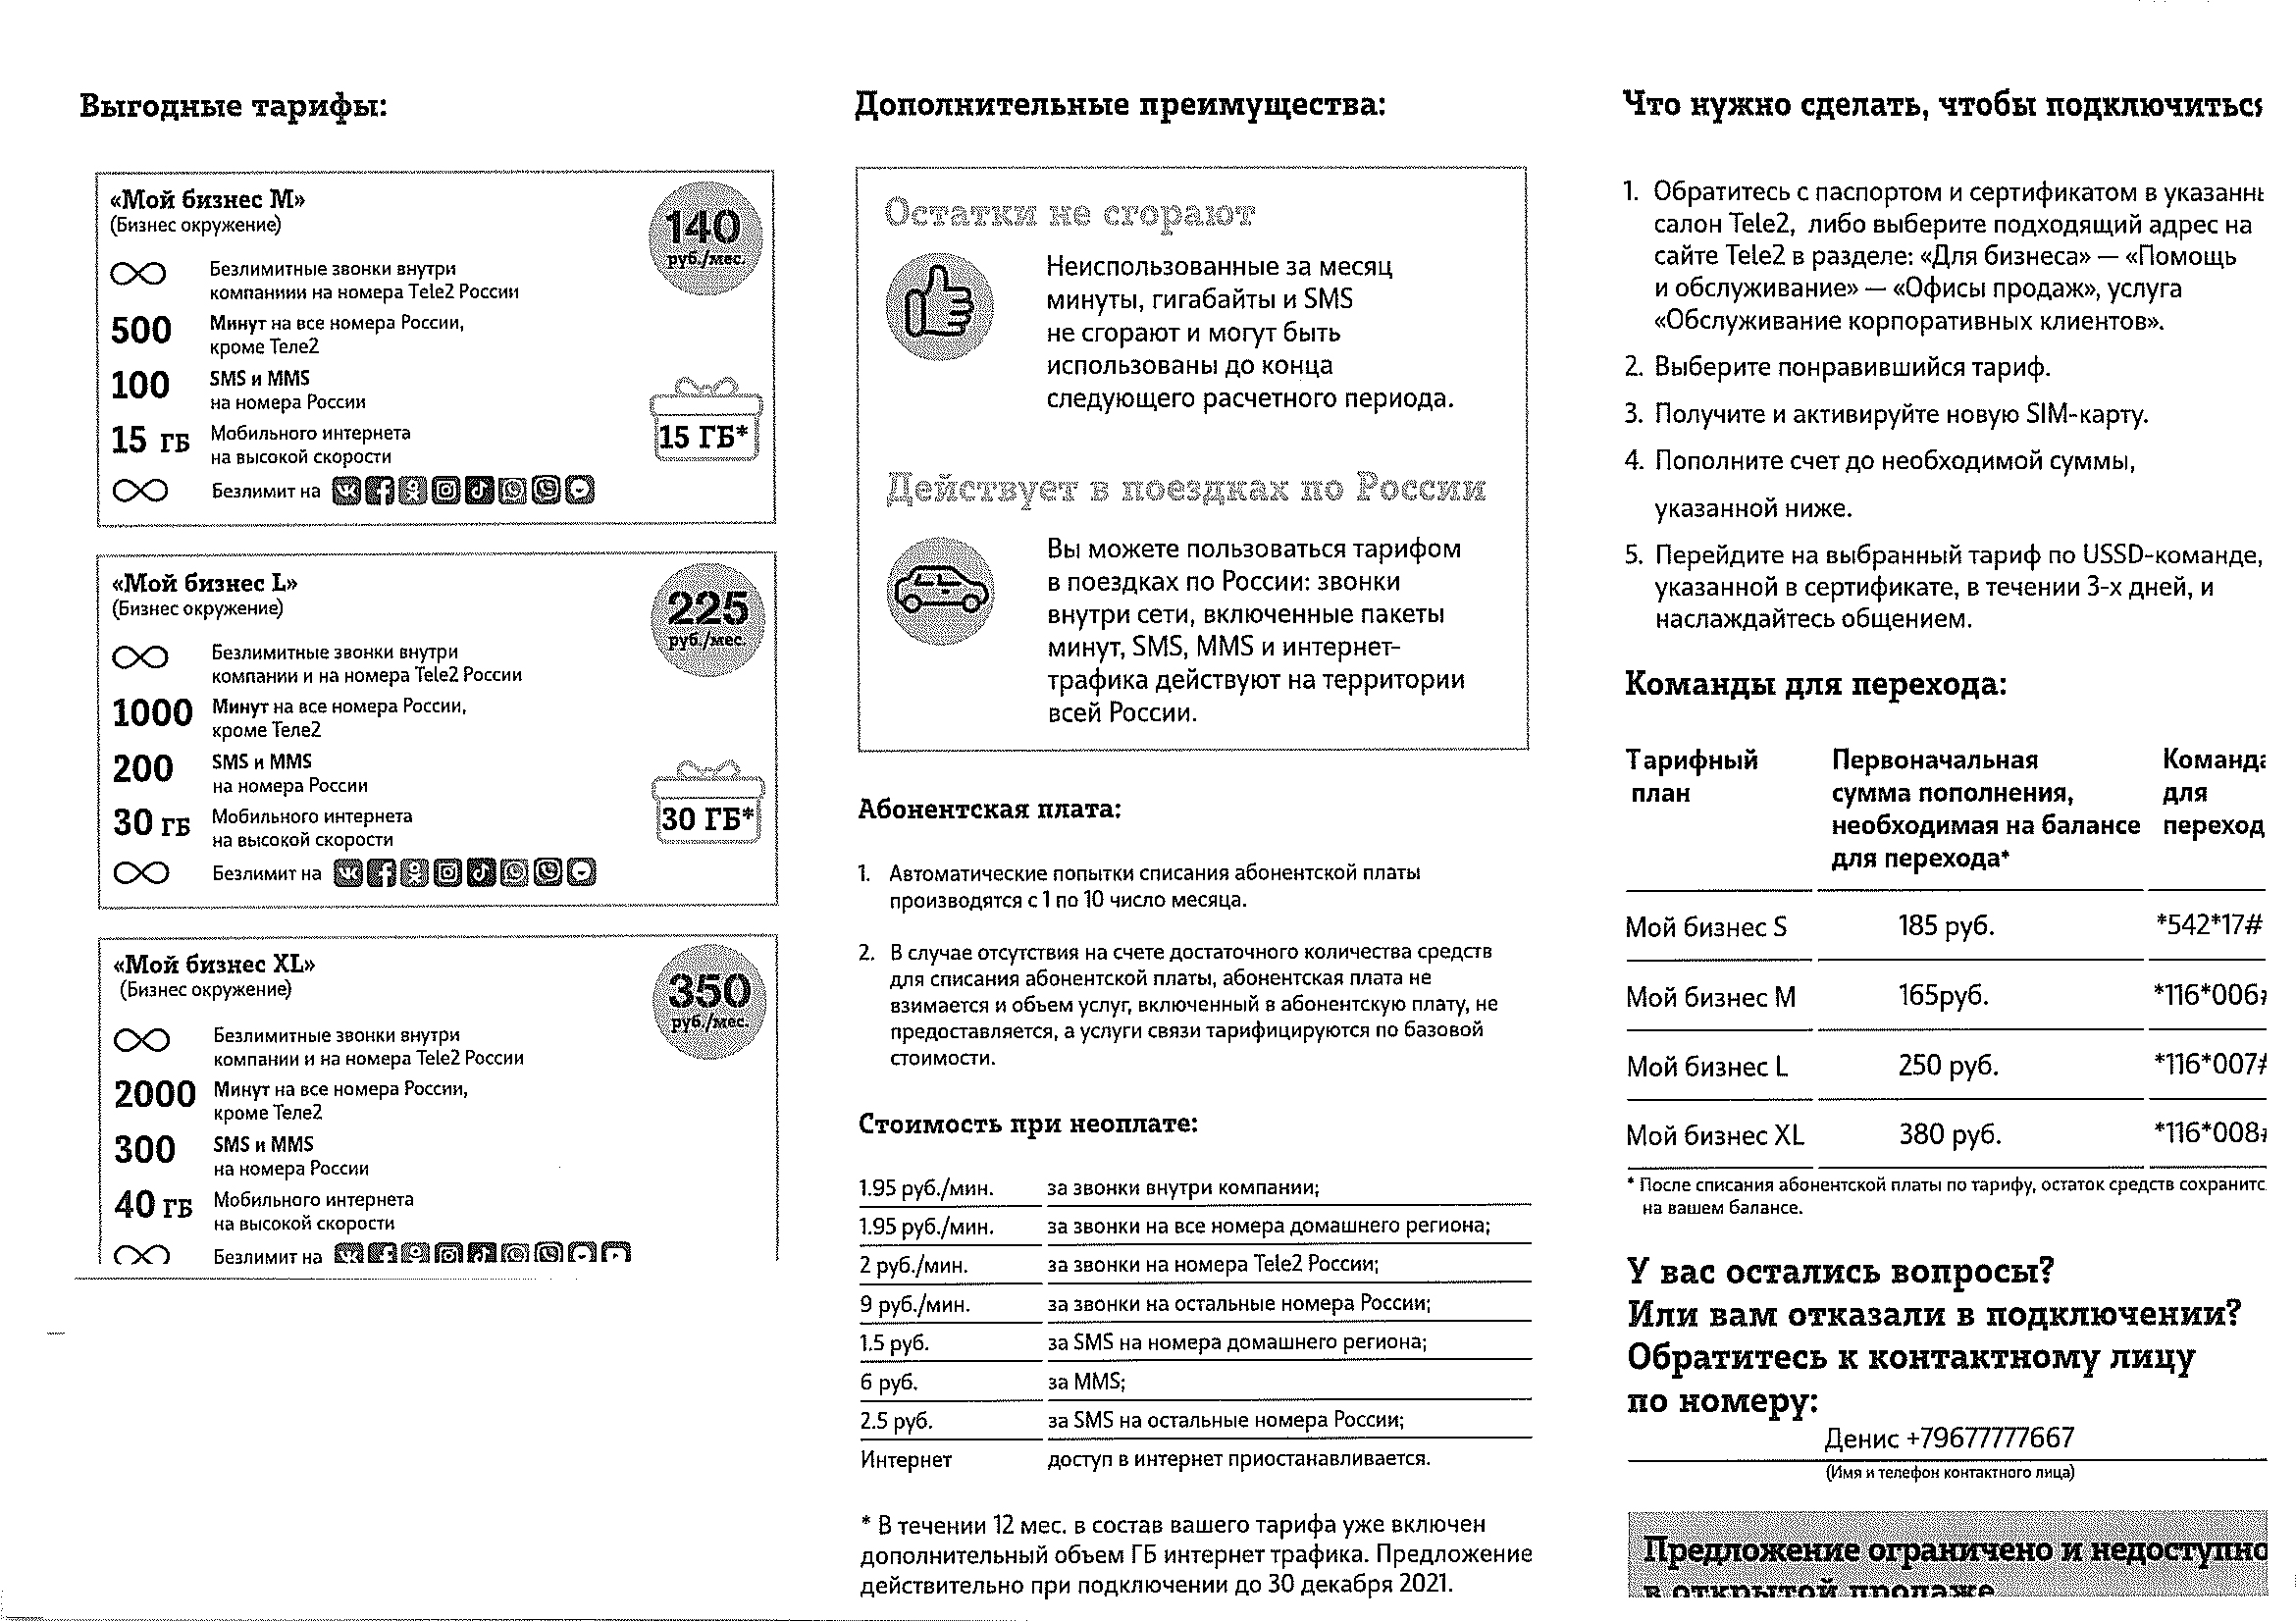 Выгодные тарифы:
«Мой бизнес M»
(Бизнес окружение)
140
руб./мес.
∞ Безлимитные звонки внутри
компаниии на номера Tele2 России
500 Минут на все номера России,
кроме Теле2
100 SMS и MMS
на номера России
15 ГБ Мобильного интернета
на высокой скорости
15 ГБ*
∞ Безлимит на
«Мой бизнес L»
(Бизнес окружение)
225
руб./мес.
∞ Безлимитные звонки внутри
компании и на номера Tele2 России
1000 Минут на все номера России,
кроме Теле2
200 SMS и MMS
на номера России
30 ГБ Мобильного интернета
на высокой скорости
30 ГБ*
∞ Безлимит на
«Мой бизнес XL»
(Бизнес окружение)
350
руб./мес.
∞ Безлимитные звонки внутри
компании и на номера Tele2 России
2000 Минут на все номера России,
кроме Теле2
300 SMS и MMS
на номера России
40 ГБ Мобильного интернета
на высокой скорости
∞ Безлимит на
Дополнительные преимущества:
Остатки не сгорают
Неиспользованные за месяц
минуты, гигабайты и SMS
не сгорают и могут быть
использованы до конца
следующего расчетного периода.
Действует в поездках по России
Вы можете пользоваться тарифом
в поездках по России: звонки
внутри сети, включенные пакеты
минут, SMS, MMS и интернет-
трафика действуют на территории
всей России.
Абонентская плата:
1. Автоматические попытки списания абонентской платы
производятся с 1 по 10 число месяца.
2. В случае отсутствия на счете достаточного количества средств
для списания абонентской платы, абонентская плата не
взимается и объем услуг, включенный в абонентскую плату, не
предоставляется, а услуги связи тарифицируются по базовой
стоимости.
Стоимость при неоплате:
1.95 руб./мин. за звонки внутри компании;
1.95 руб./мин. за звонки на все номера домашнего региона;
2 руб./мин. за звонки на номера Tele2 России;
9 руб./мин. за звонки на остальные номера России;
1.5 руб. за SMS на номера домашнего региона;
6 руб. за MMS;
2.5 руб. за SMS на остальные номера России;
Интернет доступ в интернет приостанавливается.
* В течении 12 мес. в состав вашего тарифа уже включен
дополнительный объем ГБ интернет трафика. Предложение
действительно при подключении до 30 декабря 2021.
Что нужно сделать, чтобы подключитьс
1. Обратитесь с паспортом и сертификатом в указанн
салон Tele2, либо выберите подходящий адрес на
сайте Tele2 в разделе: «Для бизнеса» — «Помощь
и обслуживание» — «Офисы продаж», услуга
«Обслуживание корпоративных клиентов».
2. Выберите понравившийся тариф.
3. Получите и активируйте новую SIM-карту.
4. Пополните счет до необходимой суммы,
указанной ниже.
5. Перейдите на выбранный тариф по USSD-команде,
указанной в сертификате, в течении 3-х дней, и
наслаждайтесь общением.
Команды для перехода:
Тарифный Первоначальная Команда
план сумма пополнения, для
необходимая на балансе переход
для перехода*
Мой бизнес S 185 руб. *542*17#
Мой бизнес M 165руб. *116*006#
Мой бизнес L 250 руб. *116*007#
Мой бизнес XL 380 руб. *116*008#
* После списания абонентской платы по тарифу, остаток средств сохранитс
на вашем балансе.
У вас остались вопросы?
Или вам отказали в подключении?
Обратитесь к контактному лицу
по номеру:
Денис +79677777667
(Имя и телефон контактного лица)
Предложение ограничено и недоступно
в открытой продаже